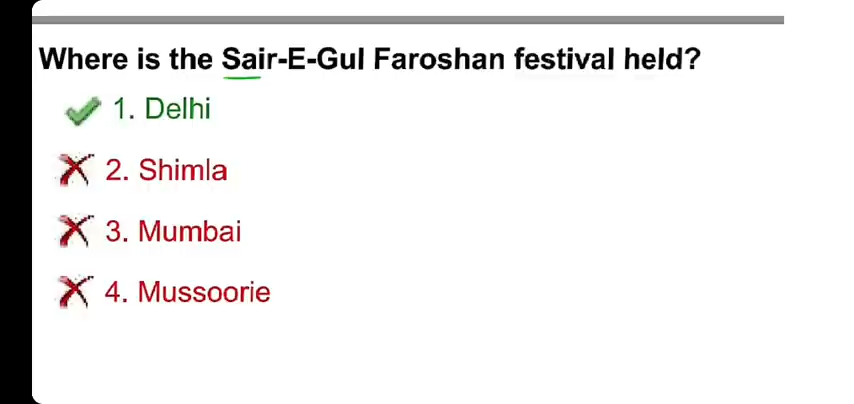 Where is the Sair-E-Gul Faroshan festival held?
1. Delhi
2. Shimla
3. Mumbai
4. Mussoorie